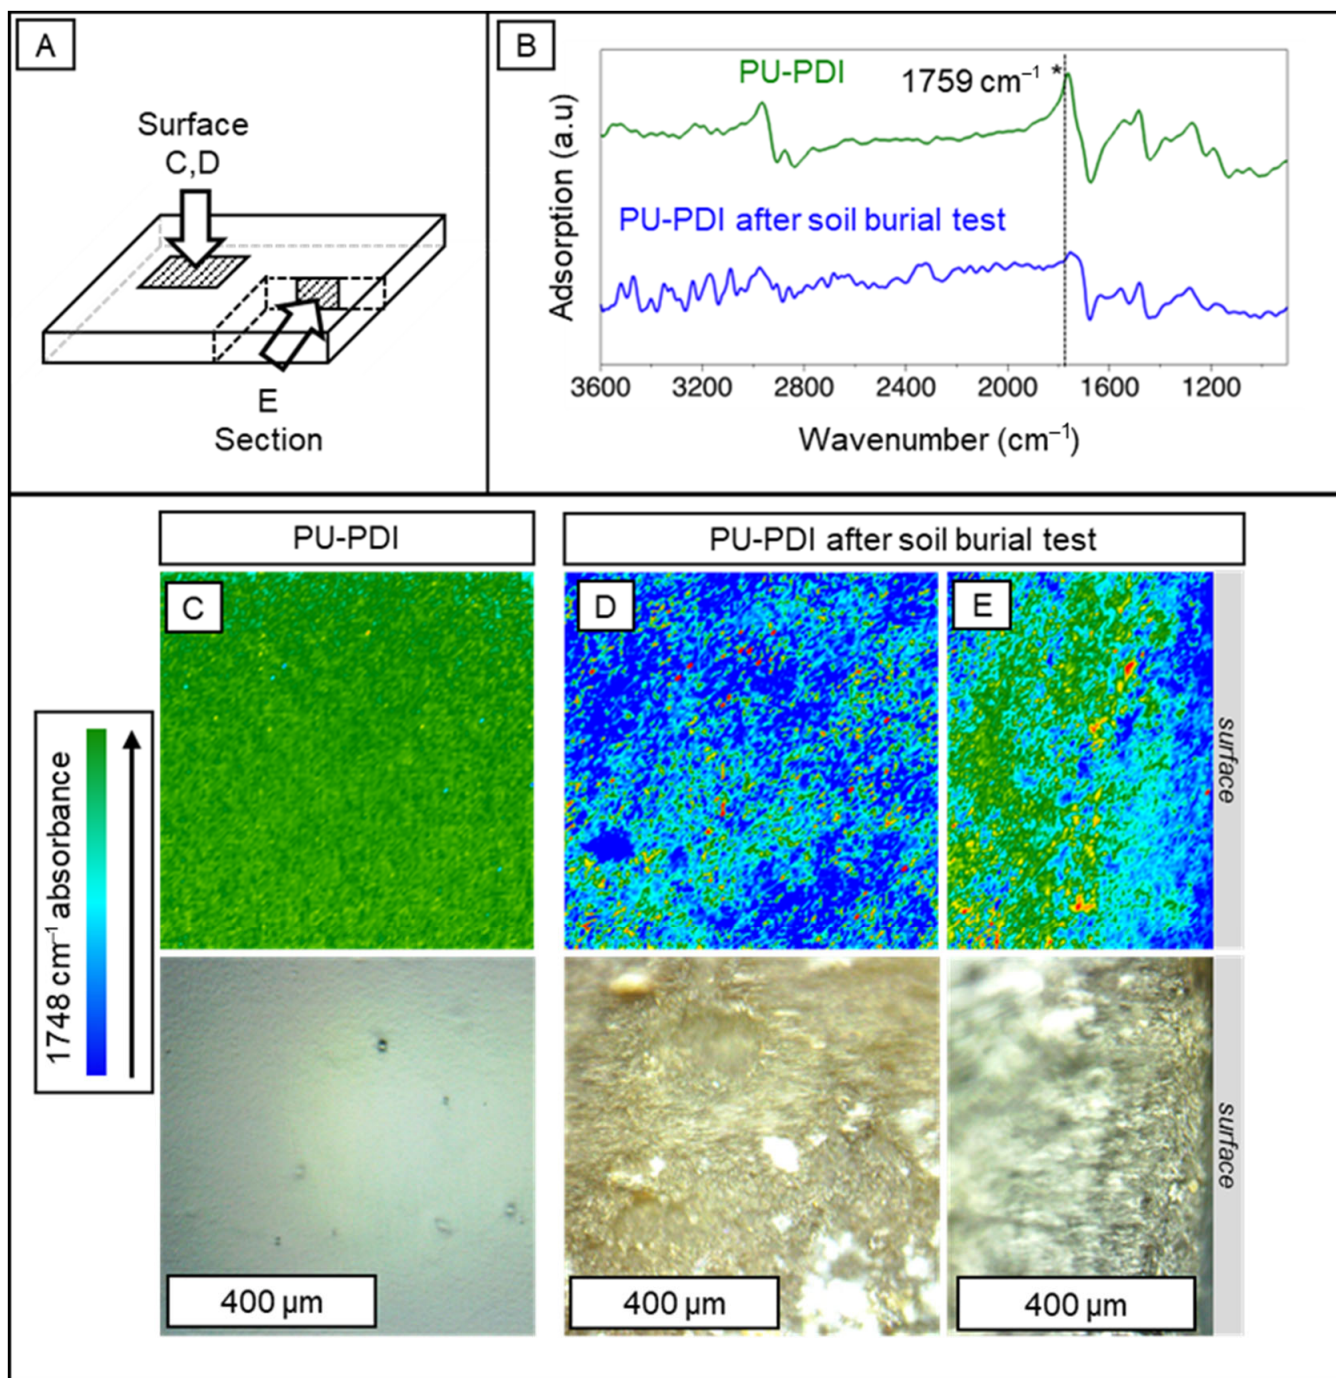 A
Surface
C,D
E
Section
B
PU-PDI
1759 cm⁻¹ *
PU-PDI after soil burial test
Adsorption (a.u)
3600 3200 2800 2400 2000 1600 1200
Wavenumber (cm⁻¹)
PU-PDI
PU-PDI after soil burial test
C
D
E
surface
1748 cm⁻¹ absorbance
surface
400 µm
400 µm
400 µm